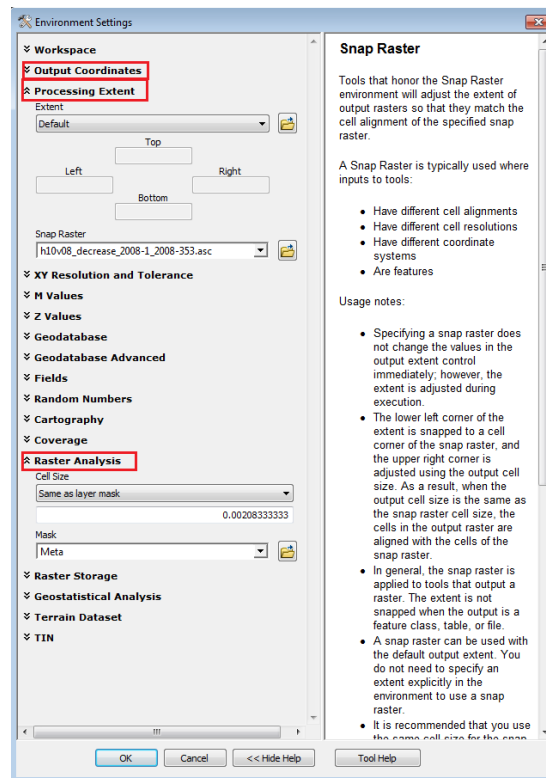 Environment Settings
Workspace
Output Coordinates
Processing Extent
Extent
Default
Top
Left
Right
Bottom
Snap Raster
h10v08_decrease_2008-1_2008-353.asc
XY Resolution and Tolerance
M Values
Z Values
Geodatabase
Geodatabase Advanced
Fields
Random Numbers
Cartography
Coverage
Raster Analysis
Cell Size
Same as layer mask
0.00208333333
Mask
Meta
Raster Storage
Geostatistical Analysis
Terrain Dataset
TIN
Snap Raster
Tools that honor the Snap Raster
environment will adjust the extent of
output rasters so that they match the
cell alignment of the specified snap
raster.
A Snap Raster is typically used where
inputs to tools:
• Have different cell alignments
• Have different cell resolutions
• Have different coordinate
systems
• Are features
Usage notes:
• Specifying a snap raster does
not change the values in the
output extent control
immediately; however, the
extent is adjusted during
execution.
• The lower left corner of the
extent is snapped to a cell
corner of the snap raster, and
the upper right corner is
adjusted using the output cell
size. As a result, when the
output cell size is the same as
the snap raster cell size, the
cells in the output raster are
aligned with the cells of the
snap raster.
• In general, the snap raster is
applied to tools that output a
raster. The extent is not
snapped when the output is a
feature class, table, or file.
• A snap raster can be used with
the default output extent. You
do not need to specify an
extent explicitly in the
environment to use a snap
raster.
• It is recommended that you use
the same cell size for the snap
OK
Cancel
<< Hide Help
Tool Help